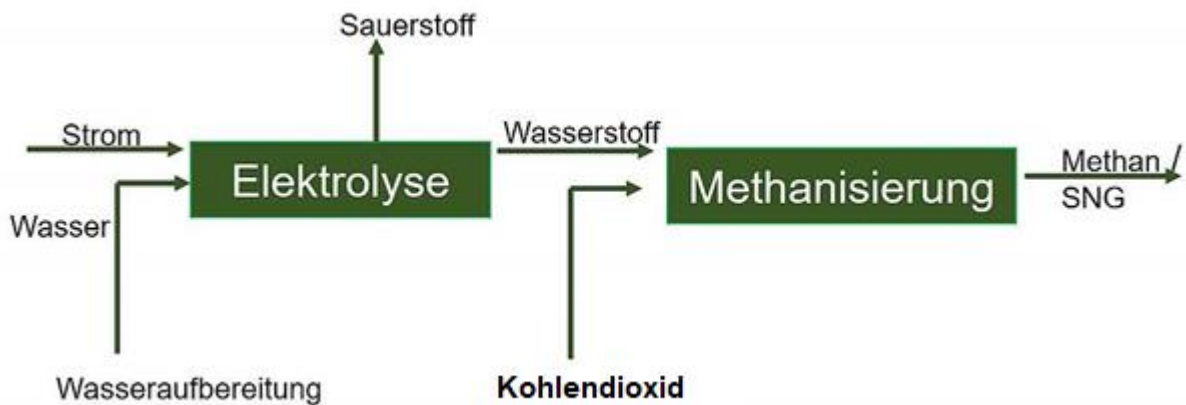 Sauerstoff
Strom
Wasserstoff
Elektrolyse
Methanisierung
Methan /
SNG
Wasser
Wasseraufbereitung
Kohlendioxid